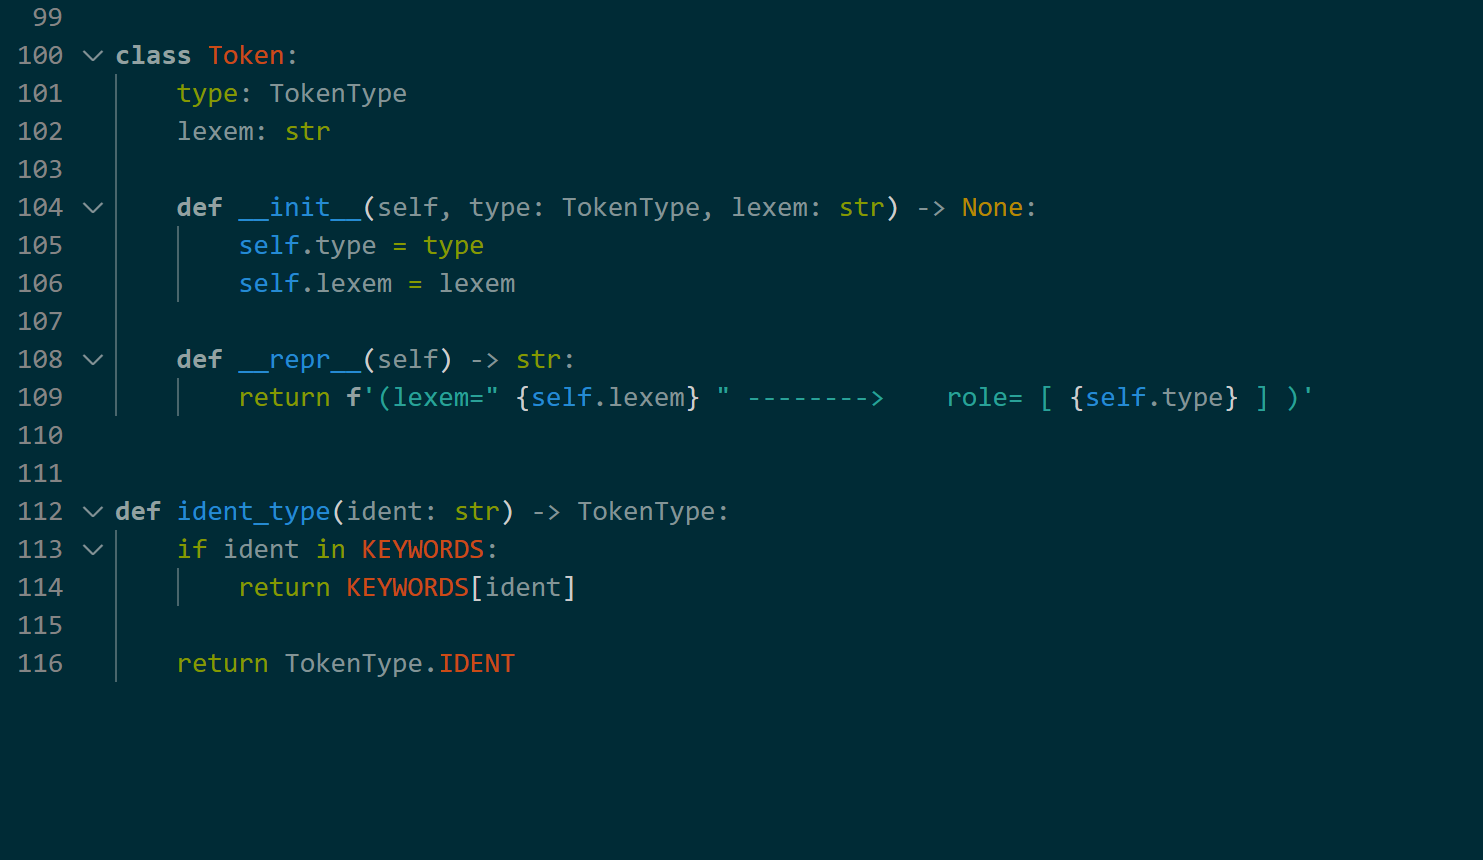 99
100 class Token:
101     type: TokenType
102     lexem: str
103
104     def __init__(self, type: TokenType, lexem: str) -> None:
105         self.type = type
106         self.lexem = lexem
107
108     def __repr__(self) -> str:
109         return f'(lexem=" {self.lexem} " -------->    role= [ {self.type} ] )'
110
111
112 def ident_type(ident: str) -> TokenType:
113     if ident in KEYWORDS:
114         return KEYWORDS[ident]
115
116     return TokenType.IDENT